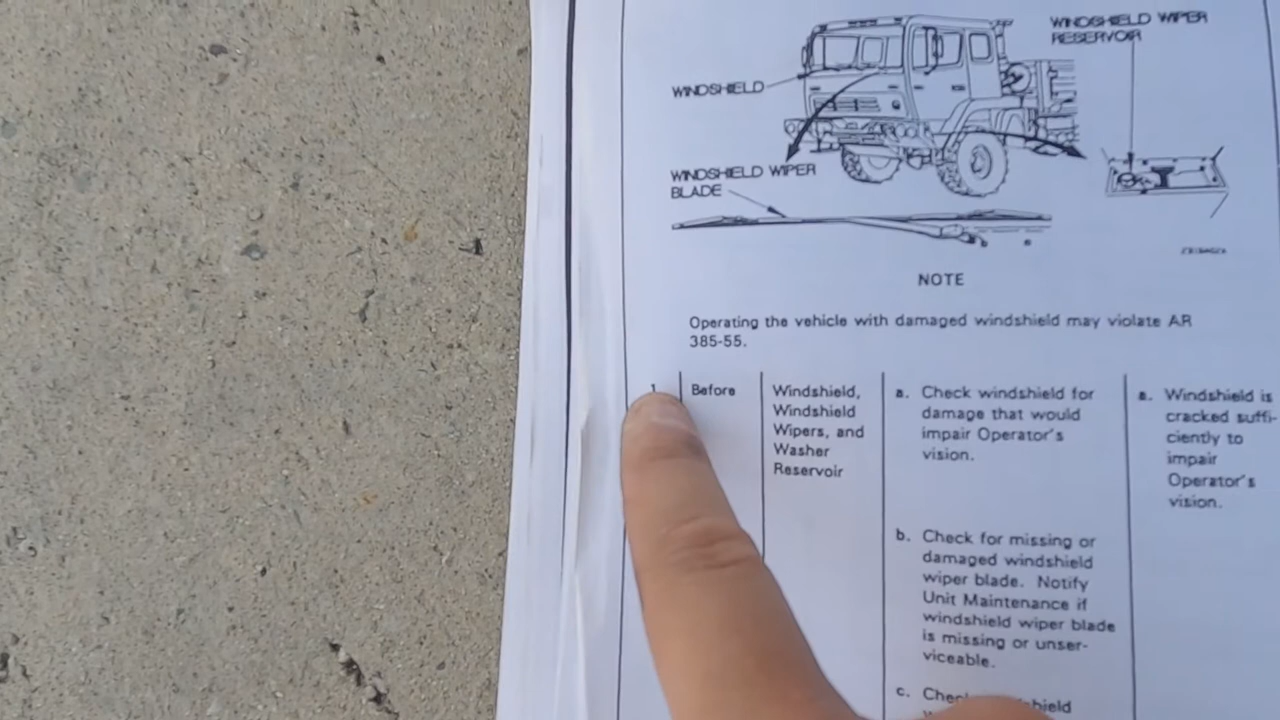 WINDSHIELD WIPER
RESERVOIR
WINDSHIELD
WINDSHIELD WIPER
BLADE
NOTE
Operating the vehicle with damaged windshield may violate AR
385-55.
1
Before
Windshield,
Windshield
Wipers, and
Washer
Reservoir
a. Check windshield for
damage that would
impair Operator's
vision.
b. Check for missing or
damaged windshield
wiper blade. Notify
Unit Maintenance if
windshield wiper blade
is missing or unser-
viceable.
c.
a. Windshield is
cracked suffi-
ciently to
impair
Operator's
vision.